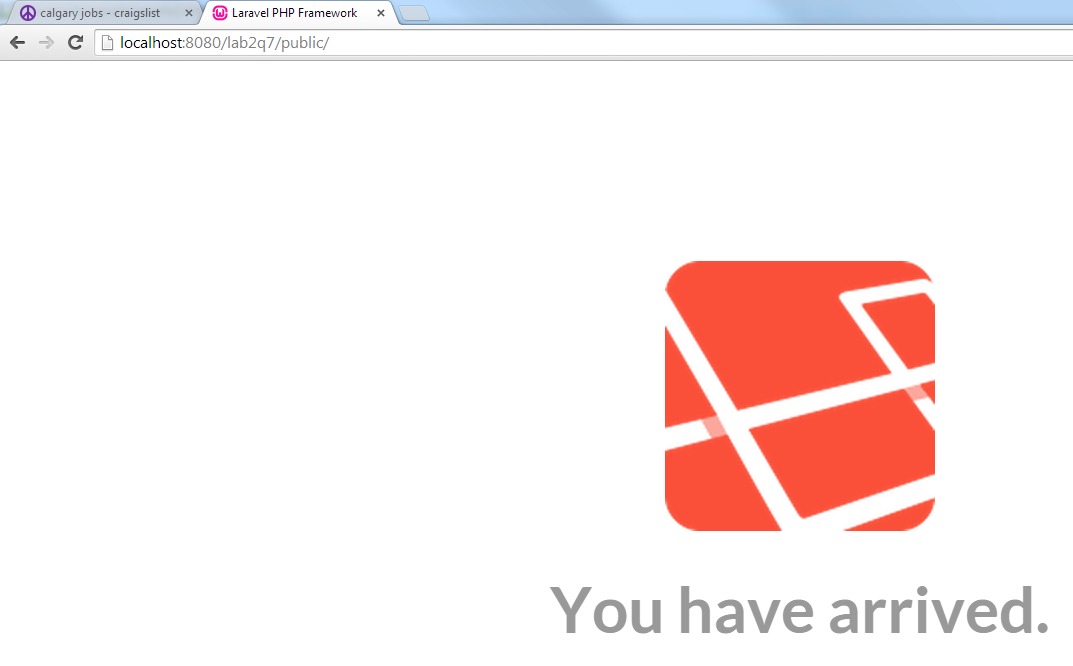 calgary jobs - craigslist
Laravel PHP Framework
localhost:8080/lab2q7/public/
You have arrived.